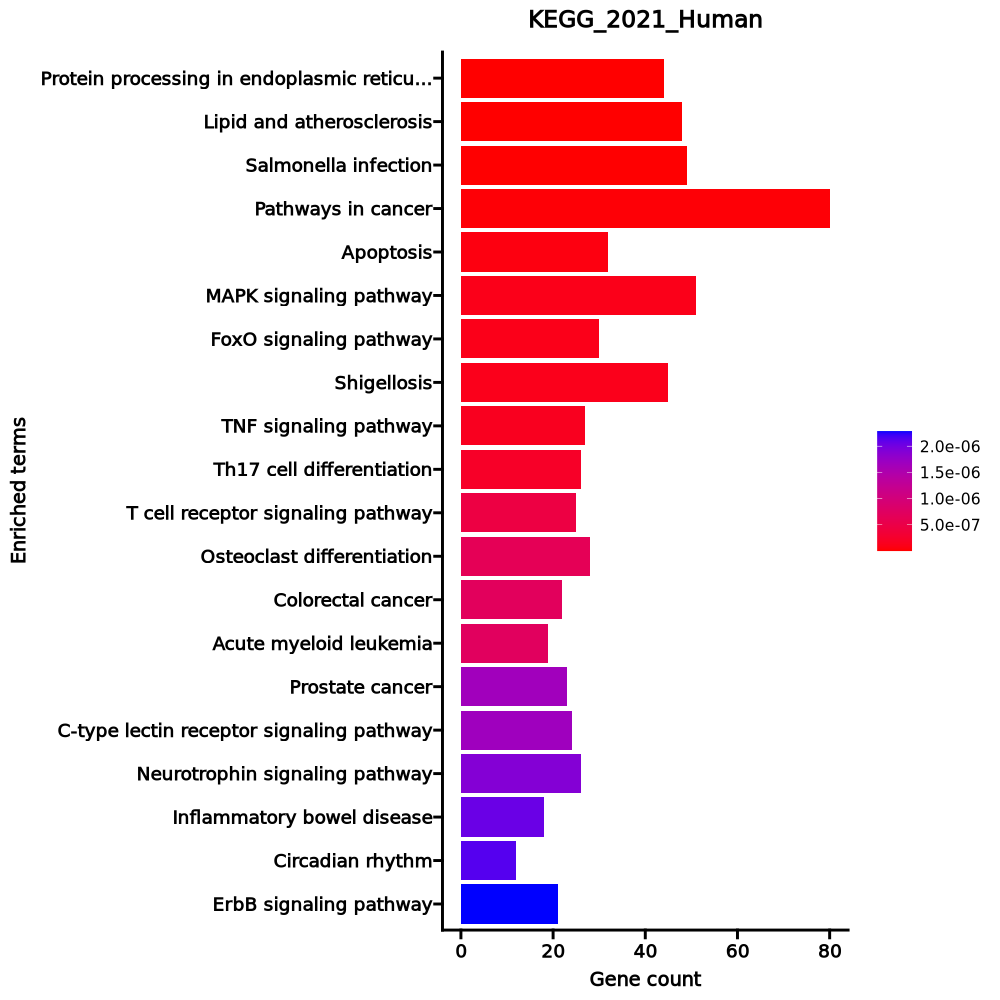 KEGG_2021_Human
Protein processing in endoplasmic reticu...
Lipid and atherosclerosis
Salmonella infection
Pathways in cancer
Apoptosis
MAPK signaling pathway
FoxO signaling pathway
Shigellosis
TNF signaling pathway
Th17 cell differentiation
T cell receptor signaling pathway
Osteoclast differentiation
Colorectal cancer
Acute myeloid leukemia
Prostate cancer
C-type lectin receptor signaling pathway
Neurotrophin signaling pathway
Inflammatory bowel disease
Circadian rhythm
ErbB signaling pathway
Enriched terms
0 20 40 60 80
Gene count
2.0e-06
1.5e-06
1.0e-06
5.0e-07